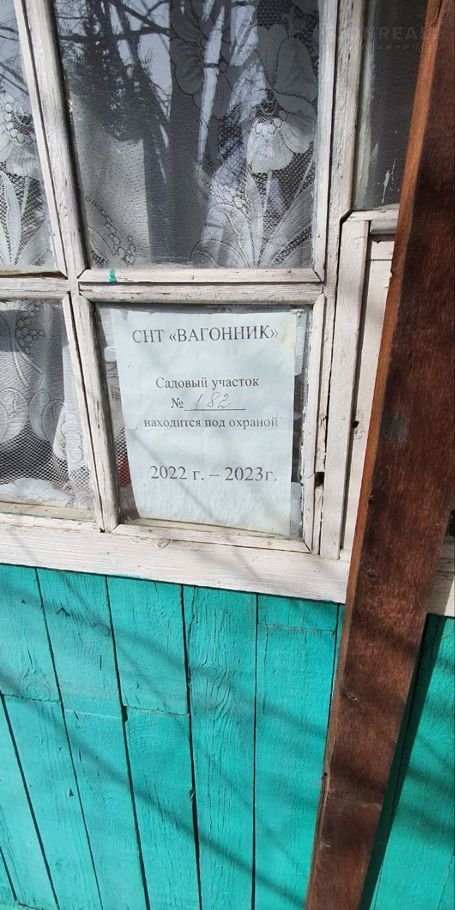 СНТ «ВАГОННИК»
Садовый участок
№ 182
находится под охраной
2022 г. – 2023г.